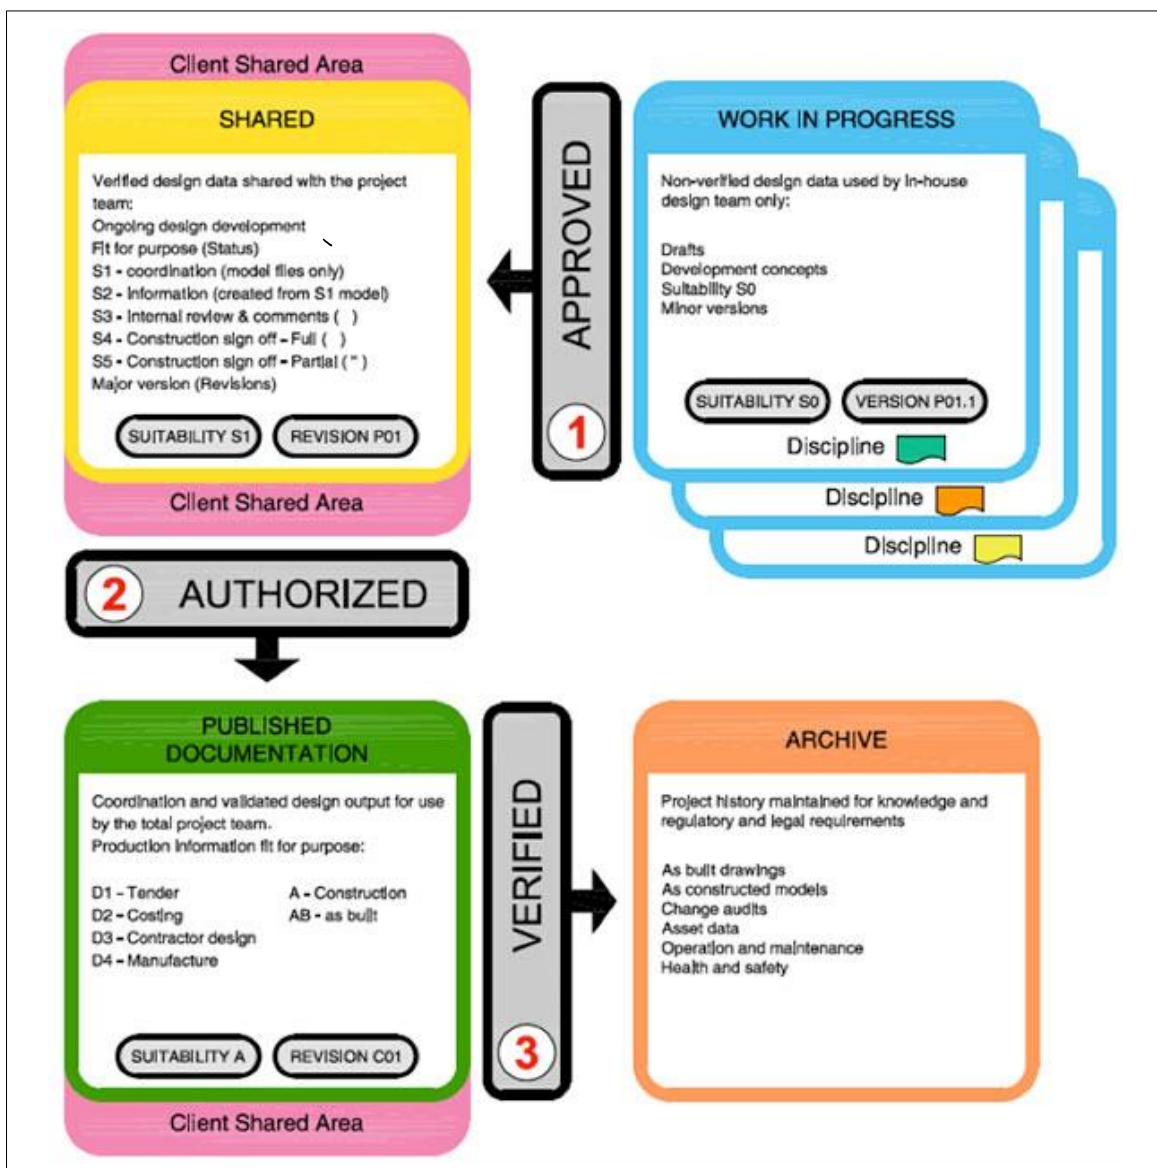 Client Shared Area
SHARED
Verified design data shared with the project
team:
Ongoing design development
Fit for purpose (Status)
S1 - coordination (model files only)
S2 - Information (created from S1 model)
S3 - Internal review & comments ( )
S4 - Construction sign off – Full ( )
S5 - Construction sign off – Partial ( " )
Major version (Revisions)
SUITABILITY S1
REVISION P01
Client Shared Area
APPROVED
1
WORK IN PROGRESS
Non-verified design data used by in-house
design team only:
Drafts
Development concepts
Suitability S0
Minor versions
SUITABILITY S0
VERSION P01.1
Discipline
Discipline
Discipline
2
AUTHORIZED
PUBLISHED
DOCUMENTATION
Coordination and validated design output for use
by the total project team.
Production information fit for purpose:
D1 – Tender
D2 – Costing
D3 – Contractor design
D4 – Manufacture
A - Construction
AB - as built
SUITABILITY A
REVISION C01
Client Shared Area
VERIFIED
3
ARCHIVE
Project history maintained for knowledge and
regulatory and legal requirements
As built drawings
As constructed models
Change audits
Asset data
Operation and maintenance
Health and safety